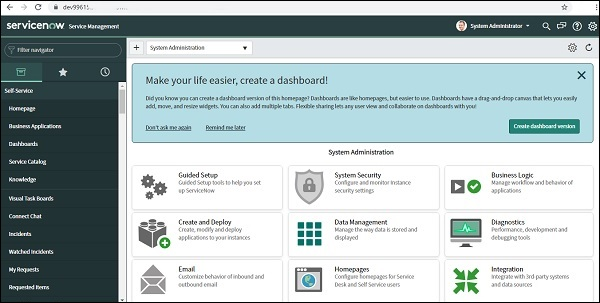 dev9961
servicenow Service Management
System Administrator
Filter navigator
System Administration
Self-Service
Homepage
Business Applications
Dashboards
Service Catalog
Knowledge
Visual Task Boards
Connect Chat
Incidents
Watched Incidents
My Requests
Requested Items
Make your life easier, create a dashboard!
Did you know you can create a dashboard version of this homepage? Dashboards are like homepages, but easier to use. Dashboards have a drag-and-drop canvas that lets you easily
add, move, and resize widgets. You can also add multiple tabs. Flexible sharing lets any user view and collaborate on dashboards with you!
Don't ask me again Remind me later Create dashboard version
System Administration
Guided Setup
Guided Setup tools to help you set
up ServiceNow
System Security
Configure and monitor instance
security settings
Business Logic
Manage workflow and behavior of
applications
Create and Deploy
Create, modify and deploy
applications to your instances
Data Management
Manage the way data is stored and
displayed
Diagnostics
Performance, development and
debugging tools
Email
Customize behavior of inbound and
outbound email
Homepages
Configure homepages for Service
Desk and Self Service users
Integration
Integrate with 3rd party systems
and data sources